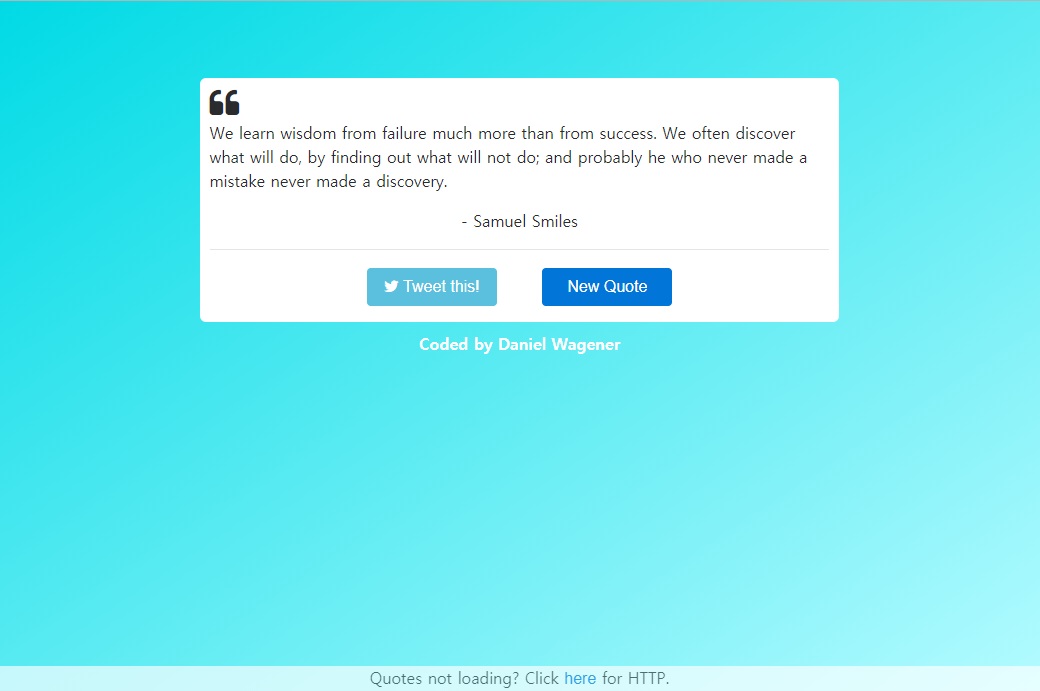 ❝
We learn wisdom from failure much more than from success. We often discover
what will do, by finding out what will not do; and probably he who never made a
mistake never made a discovery.
- Samuel Smiles
Tweet this!
New Quote
Coded by Daniel Wagener
Quotes not loading? Click here for HTTP.